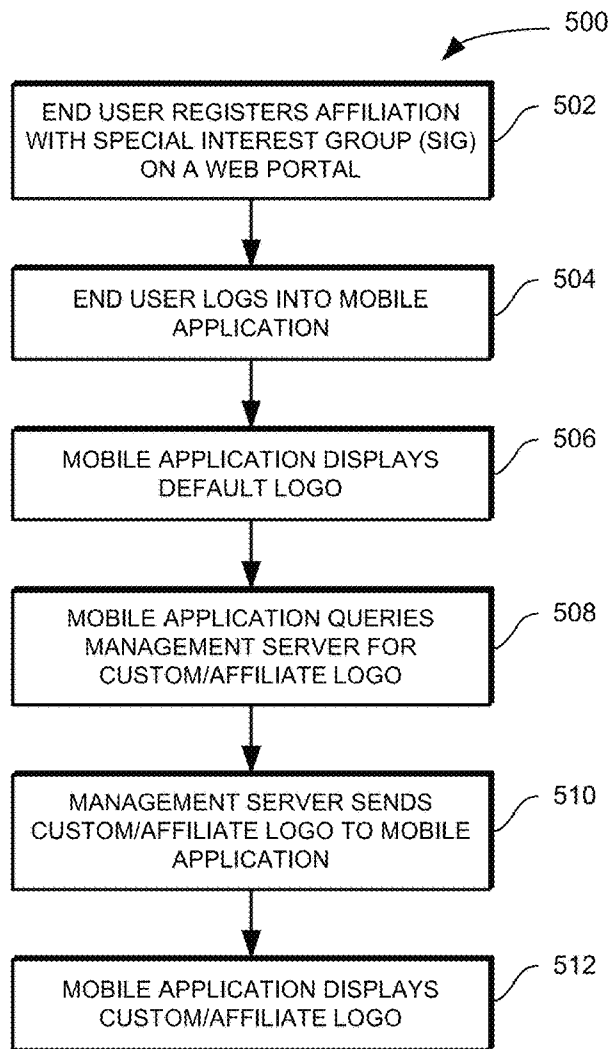 500
END USER REGISTERS AFFILIATION
WITH SPECIAL INTEREST GROUP (SIG)
ON A WEB PORTAL
502
END USER LOGS INTO MOBILE
APPLICATION
504
MOBILE APPLICATION DISPLAYS
DEFAULT LOGO
506
MOBILE APPLICATION QUERIES
MANAGEMENT SERVER FOR
CUSTOM/AFFILIATE LOGO
508
MANAGEMENT SERVER SENDS
CUSTOM/AFFILIATE LOGO TO MOBILE
APPLICATION
510
MOBILE APPLICATION DISPLAYS
CUSTOM/AFFILIATE LOGO
512